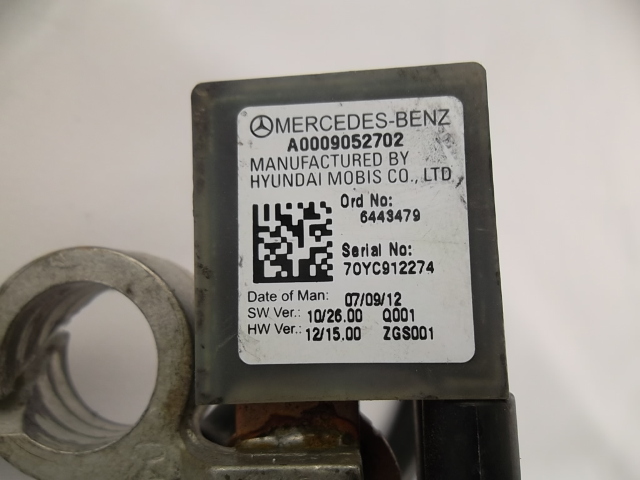 MERCEDES-BENZ
A0009052702
MANUFACTURED BY
HYUNDAI MOBIS CO., LTD
Ord No:
6443479
Serial No:
70YC912274
Date of Man: 07/09/12
SW Ver.: 10/26.00 Q001
HW Ver.: 12/15.00 ZGS001